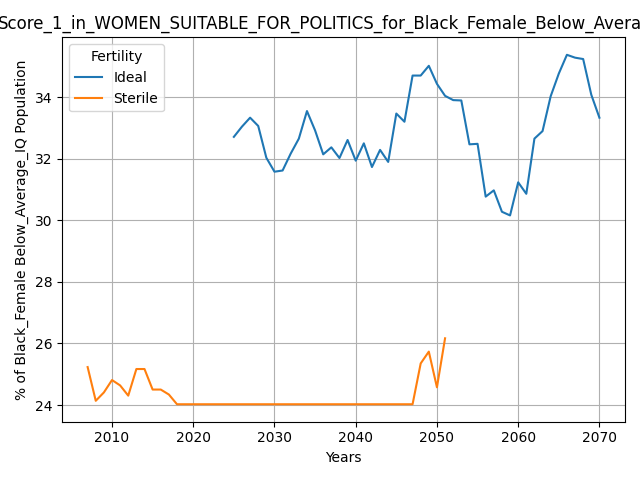 Score_1_in_WOMEN_SUITABLE_FOR_POLITICS_for_Black_Female_Below_Avera
Fertility
Ideal
Sterile
% of Black_Female Below_Average_IQ Population
34
32
30
28
26
24
2010 2020 2030 2040 2050 2060 2070
Years